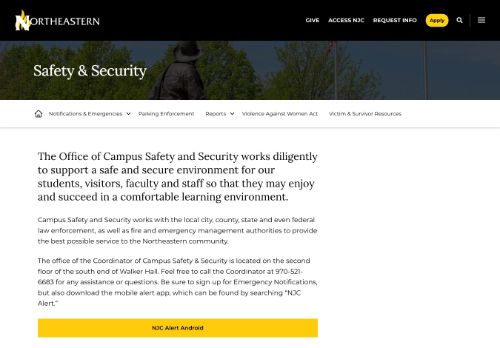 NORTHEASTERN
GIVE ACCESS NJC REQUEST INFO Apply
Safety & Security
Notifications & Emergencies Parking Enforcement Reports Violence Against Women Act Victim & Survivor Resources
The Office of Campus Safety and Security works diligently
to support a safe and secure environment for our
students, visitors, faculty and staff so that they may enjoy
and succeed in a comfortable learning environment.
Campus Safety and Security works with the local city, county, state and even federal
law enforcement, as well as fire and emergency management authorities to provide
the best possible service to the Northeastern community.
The office of the Coordinator of Campus Safety & Security is located on the second
floor of the south end of Walker Hall. Feel free to call the Coordinator at 970-521-
6683 for any assistance or questions. Be sure to sign up for Emergency Notifications,
but also download the mobile alert app, which can be found by searching “NJC
Alert.”
NJC Alert Android